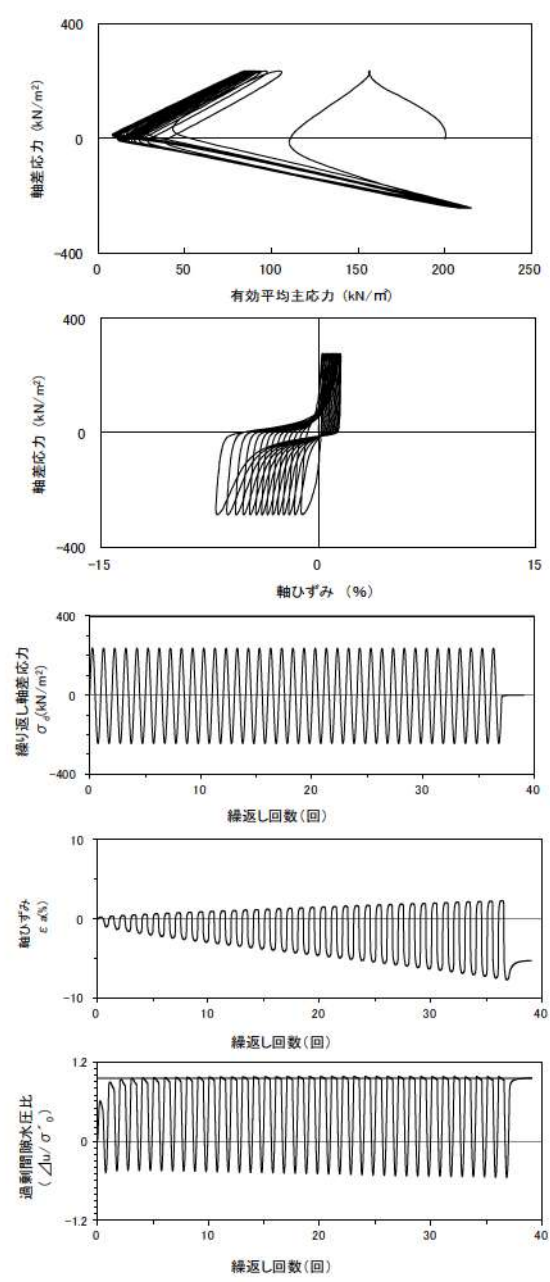 400
0
-400
軸差応力 (kN/m²)
0 50 100 150 200 250
有効平均主応力 (kN/㎡)
400
0
-400
軸差応力 (kN/m²)
-15 0 15
軸ひずみ (%)
400
0
-400
繰り返し軸差応力
σd(kN/m²)
0 10 20 30 40
繰返し回数(回)
10
0
-10
軸ひずみ
εa(%)
0 10 20 30 40
繰返し回数(回)
1.2
0
-1.2
過剰間隙水圧比
(⊿u/σ´0)
0 10 20 30 40
繰返し回数(回)